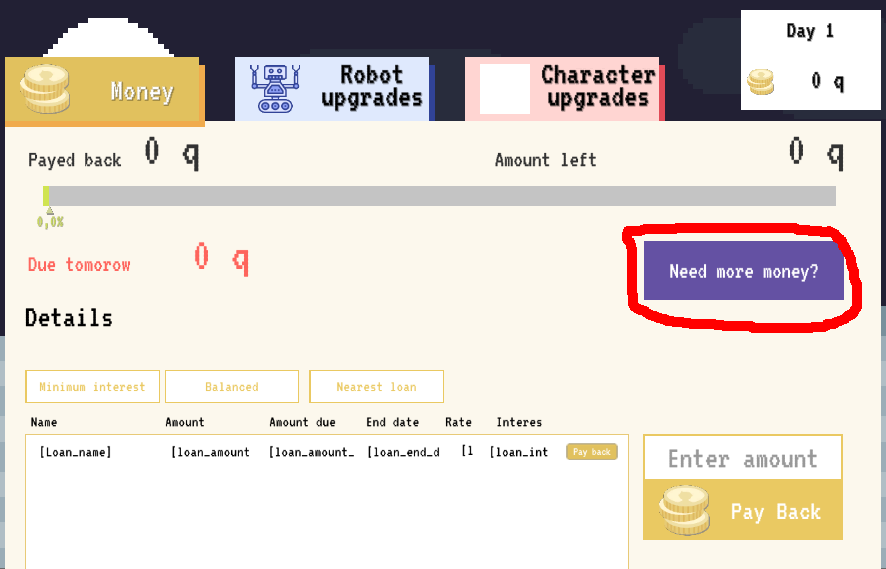 Day 1
0 q
Money
Robot
upgrades
Character
upgrades
Payed back 0 q
Amount left 0 q
0,0%
Due tomorow 0 q
Need more money?
Details
Minimum interest
Balanced
Nearest loan
Name Amount Amount due End date Rate Interes
[Loan_name] [loan_amount [loan_amount_ [loan_end_d [l [loan_int Pay back
Enter amount
Pay Back